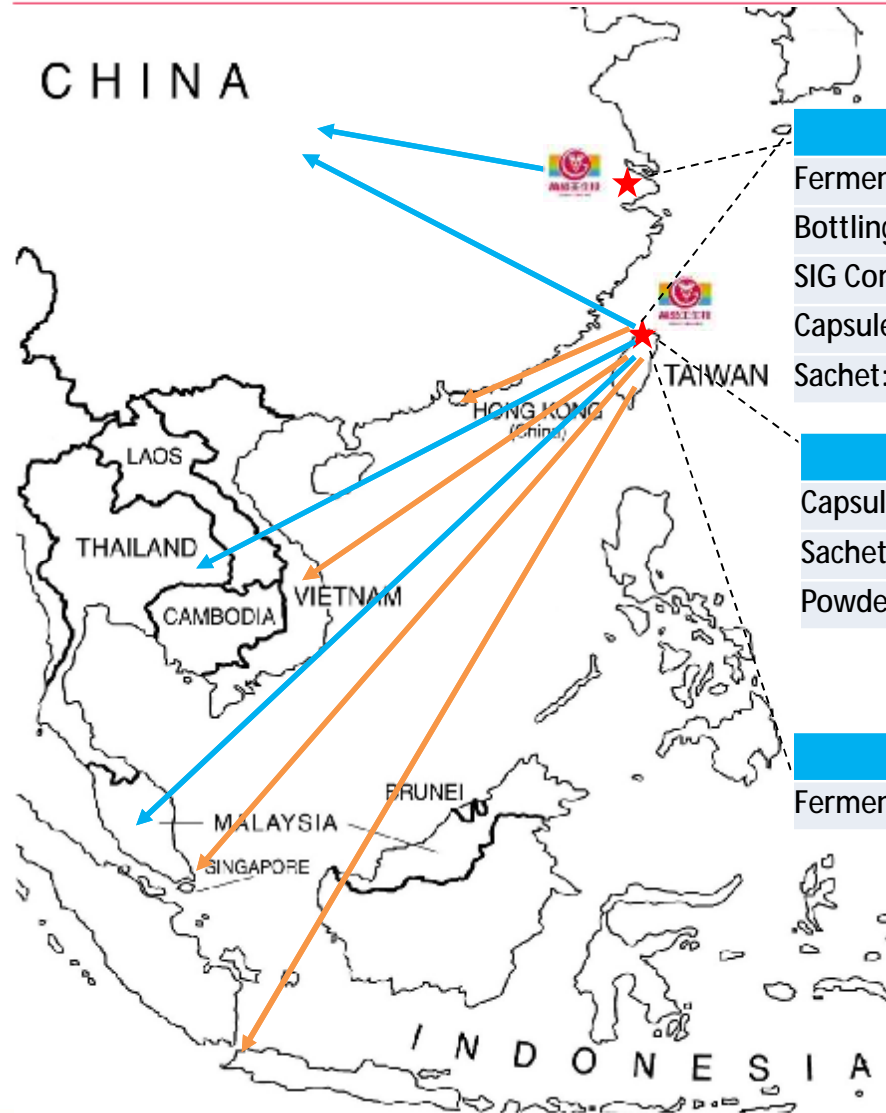 CHINA
Fermen
Bottling
SIG Con
Capsule
Sachet:
TAIWAN
HONG KONG
(China)
LAOS
THAILAND
VIETNAM
CAMBODIA
Capsul
Sachet
Powde
Fermen
BRUNEI
MALAYSIA
SINGAPORE
INDONESIA